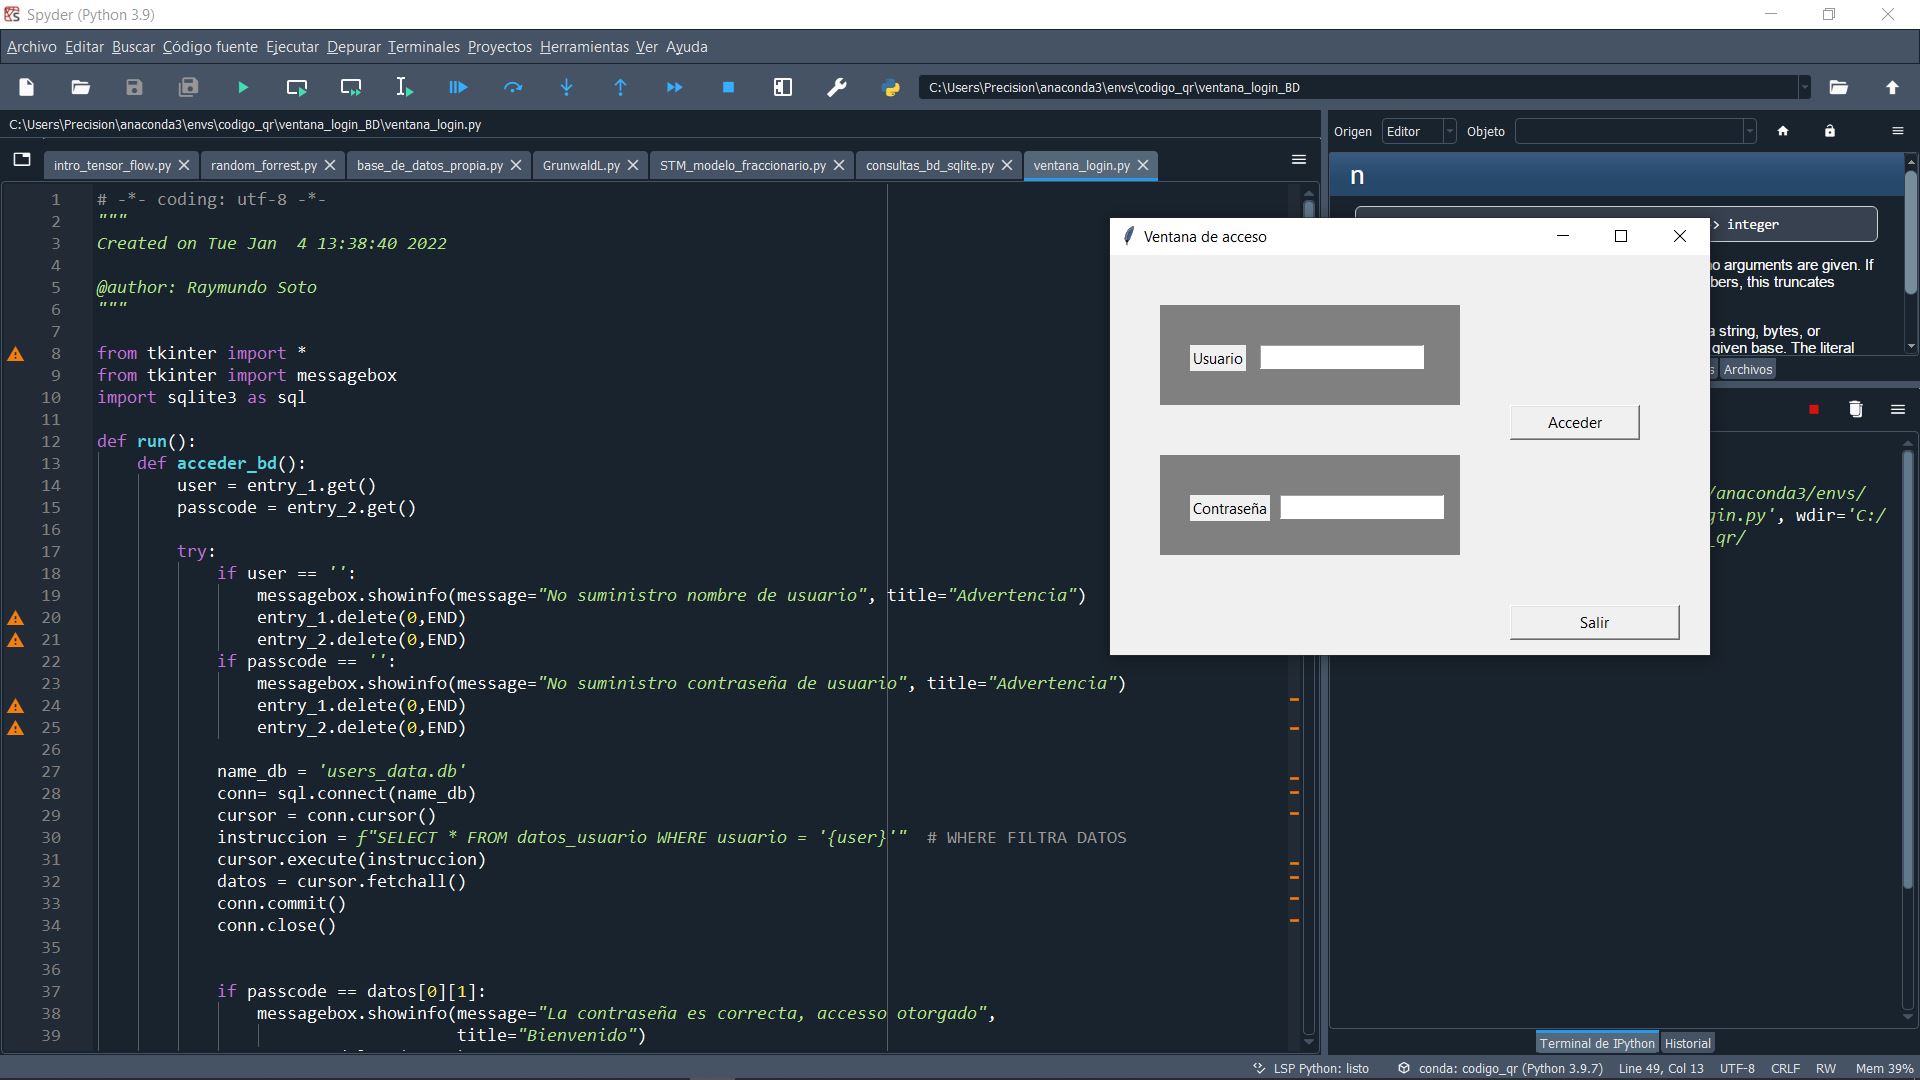 Spyder (Python 3.9)
Archivo Editar Buscar Código fuente Ejecutar Depurar Terminales Proyectos Herramientas Ver Ayuda
C:\Users\Precision\anaconda3\envs\codigo_qr\ventana_login_BD
C:\Users\Precision\anaconda3\envs\codigo_qr\ventana_login_BD\ventana_login.py
intro_tensor_flow.py random_forrest.py base_de_datos_propia.py GrunwaldL.py STM_modelo_fraccionario.py consultas_bd_sqlite.py ventana_login.py
1 # -*- coding: utf-8 -*-
2 """
3 Created on Tue Jan  4 13:38:40 2022
4
5 @author: Raymundo Soto
6 """
7
8 from tkinter import *
9 from tkinter import messagebox
10 import sqlite3 as sql
11
12 def run():
13     def acceder_bd():
14         user = entry_1.get()
15         passcode = entry_2.get()
16
17         try:
18             if user == '':
19                 messagebox.showinfo(message="No suministro nombre de usuario", title="Advertencia")
20                 entry_1.delete(0,END)
21                 entry_2.delete(0,END)
22             if passcode == '':
23                 messagebox.showinfo(message="No suministro contraseña de usuario", title="Advertencia")
24                 entry_1.delete(0,END)
25                 entry_2.delete(0,END)
26
27             name_db = 'users_data.db'
28             conn= sql.connect(name_db)
29             cursor = conn.cursor()
30             instruccion = f"SELECT * FROM datos_usuario WHERE usuario = '{user}'"  # WHERE FILTRA DATOS
31             cursor.execute(instruccion)
32             datos = cursor.fetchall()
33             conn.commit()
34             conn.close()
35
36
37             if passcode == datos[0][1]:
38                 messagebox.showinfo(message="La contraseña es correcta, accesso otorgado",
39                                     title="Bienvenido")
Origen Editor Objeto
n
> integer
no arguments are given. If
bers, this truncates
a string, bytes, or
given base. The literal
s Archivos
Ventana de acceso
Usuario
Acceder
Contraseña
Salir
/anaconda3/envs/
gin.py', wdir='C:/
_qr/
Terminal de IPython Historial
LSP Python: listo conda: codigo_qr (Python 3.9.7) Line 49, Col 13 UTF-8 CRLF RW Mem 39%